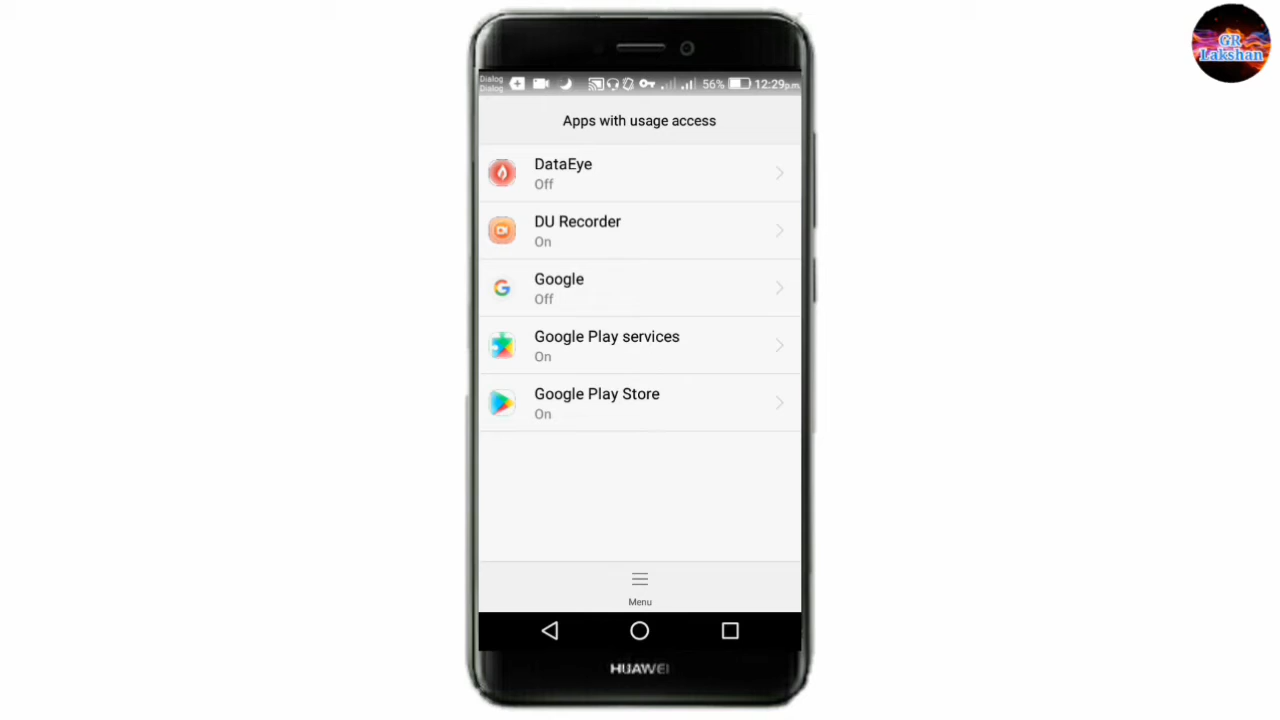 GR
Lakshan
Dialog
Dialog
56% 12:29p.m.
Apps with usage access
DataEye
Off
DU Recorder
On
Google
Off
Google Play services
On
Google Play Store
On
Menu
HUAWEI